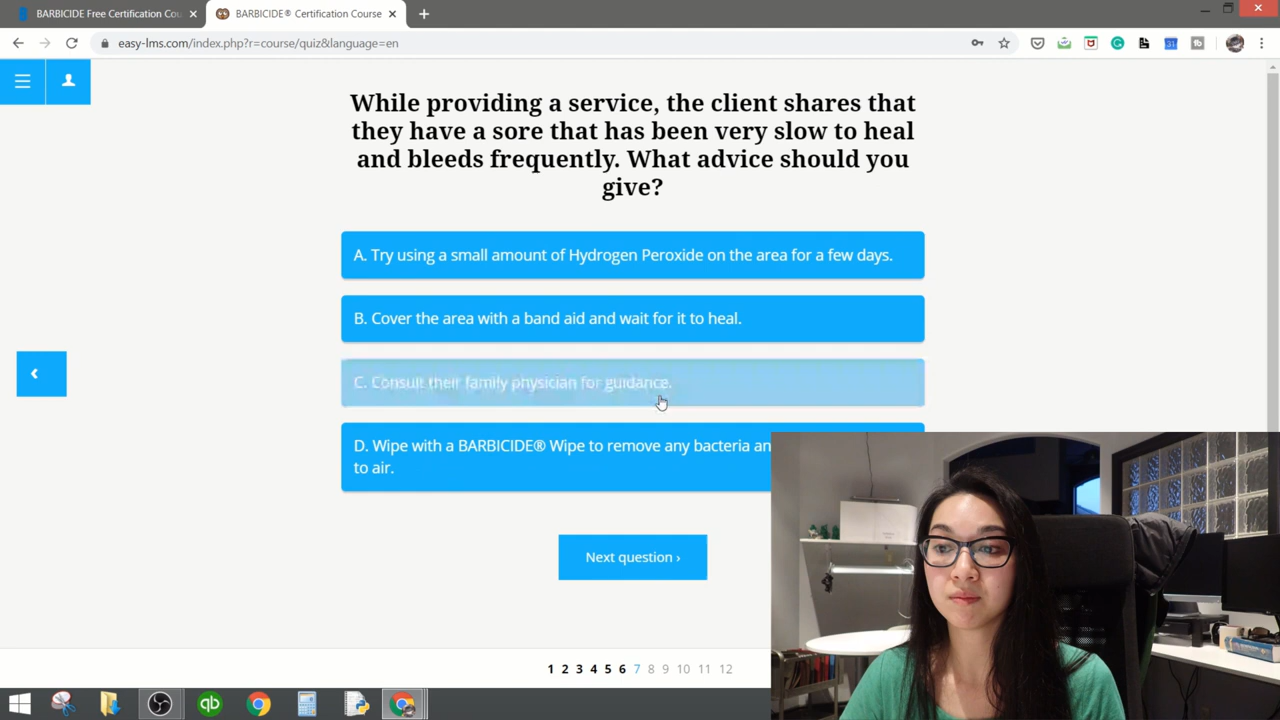 BARBICIDE Free Certification Cou
BARBICIDE® Certification Course
easy-lms.com/index.php?r=course/quiz&language=en
While providing a service, the client shares that
they have a sore that has been very slow to heal
and bleeds frequently. What advice should you
give?
A. Try using a small amount of Hydrogen Peroxide on the area for a few days.
B. Cover the area with a band aid and wait for it to heal.
C. Consult their family physician for guidance.
D. Wipe with a BARBICIDE® Wipe to remove any bacteria an
to air.
Next question ›
1 2 3 4 5 6 7 8 9 10 11 12